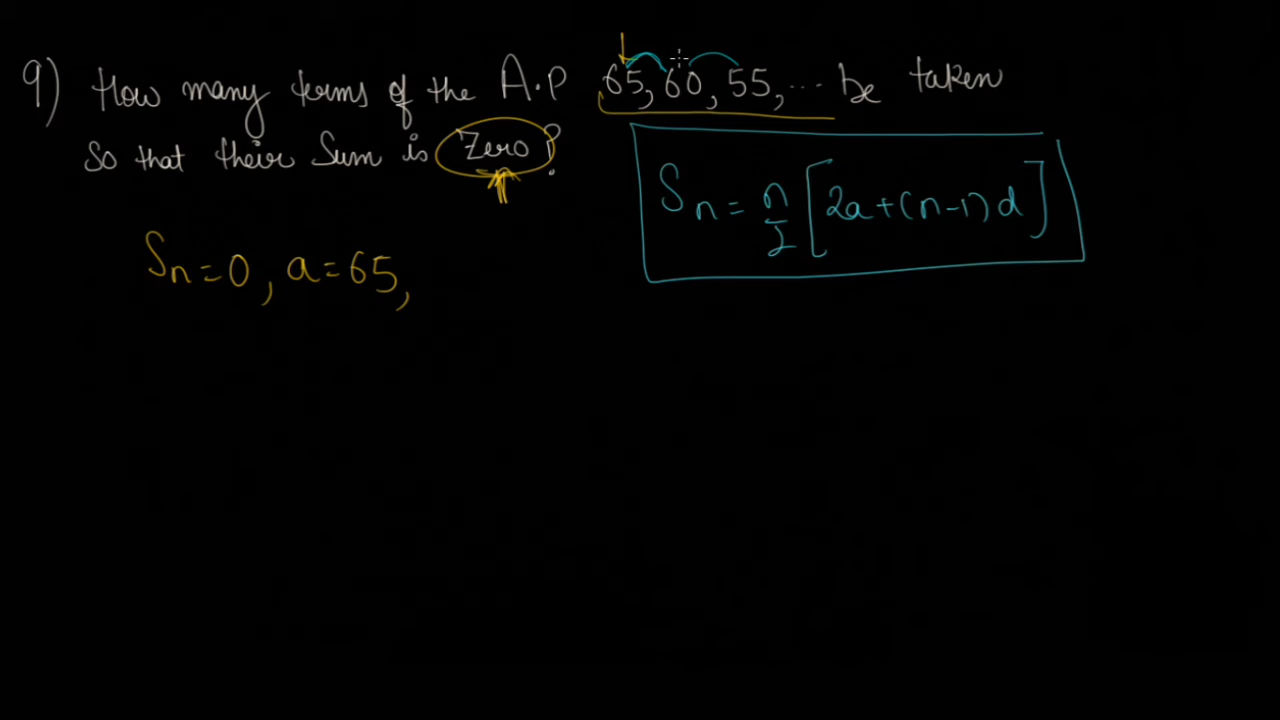 9) How many terms of the A.P 65, 60, 55, ... be taken
So that their Sum is Zero?
Sn = n/2 [2a+(n-1)d]
Sn=0, a=65,